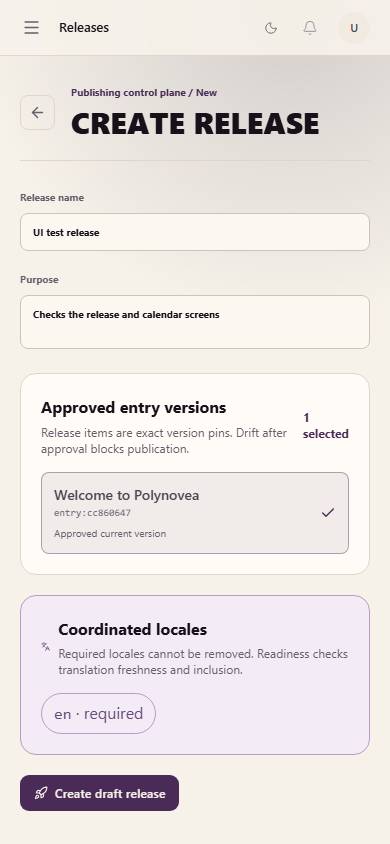 Releases
U
Publishing control plane / New
CREATE RELEASE
Release name
UI test release
Purpose
Checks the release and calendar screens
Approved entry versions
Release items are exact version pins. Drift after
approval blocks publication.
1
selected
Welcome to Polynovea
entry:cc860647
Approved current version
Coordinated locales
Required locales cannot be removed. Readiness checks
translation freshness and inclusion.
en · required
Create draft release